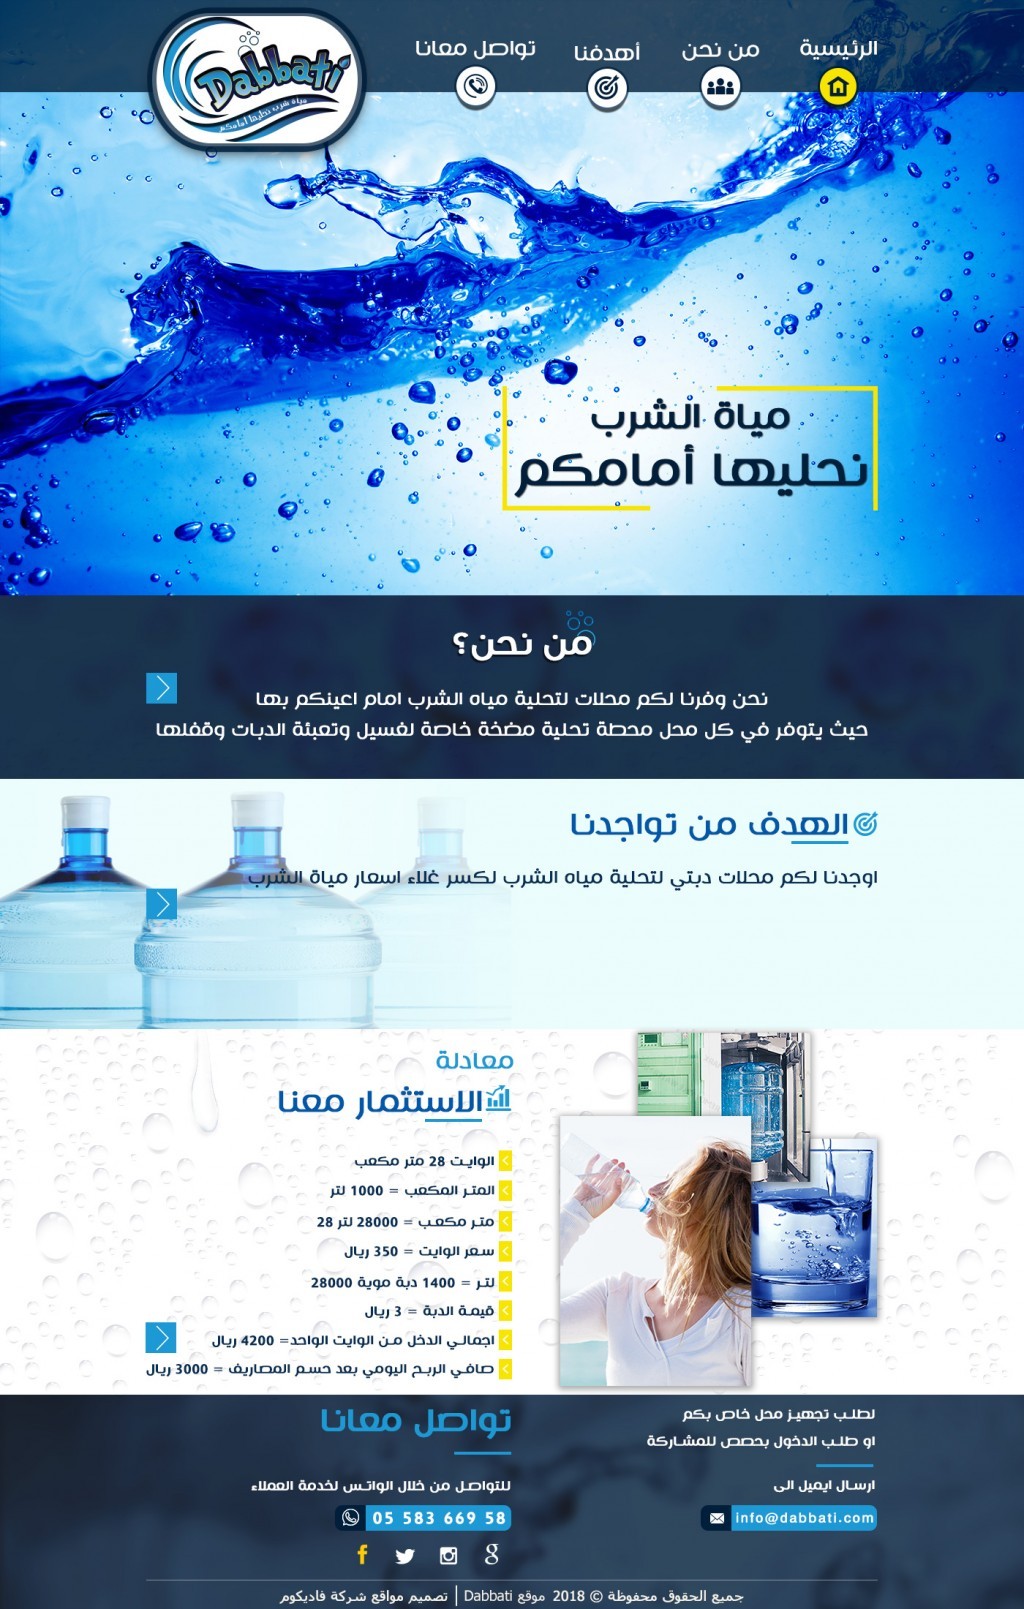 Dabbati
مياة شرب نحليها أمامكم
الرئيسية
من نحن
أهدفنا
تواصل معانا
مياة الشرب
نحليها أمامكم
من نحن؟
نحن وفرنا لكم محلات لتحلية مياه الشرب امام اعينكم بها
حيث يتوفر في كل محل محطة تحلية مضخة خاصة لغسيل وتعبئة الدبات وقفلها
الهدف من تواجدنا
اوجدنا لكم محلات دبتي لتحلية مياه الشرب لكسر غلاء اسعار مياة الشرب
معادلة
الاستثمار معنا
الوايت 28 متر مكعب
المتر المكعب = 1000 لتر
متر مكعب = 28000 لتر 28
سعر الوايت = 350 ريال
لتر = 1400 دبة موية 28000
قيمة الدبة = 3 ريال
اجمالي الدخل من الوايت الواحد= 4200 ريال
صافي الربح اليومي بعد حسم المصاريف = 3000 ريال
لطلب تجهيز محل خاص بكم
او طلب الدخول بحصص للمشاركة
ارسال ايميل الى
info@dabbati.com
تواصل معانا
للتواصل من خلال الواتس لخدمة العملاء
05 583 669 58
جميع الحقوق محفوظة © 2018 موقع Dabbati | تصميم مواقع شركة فاديكوم